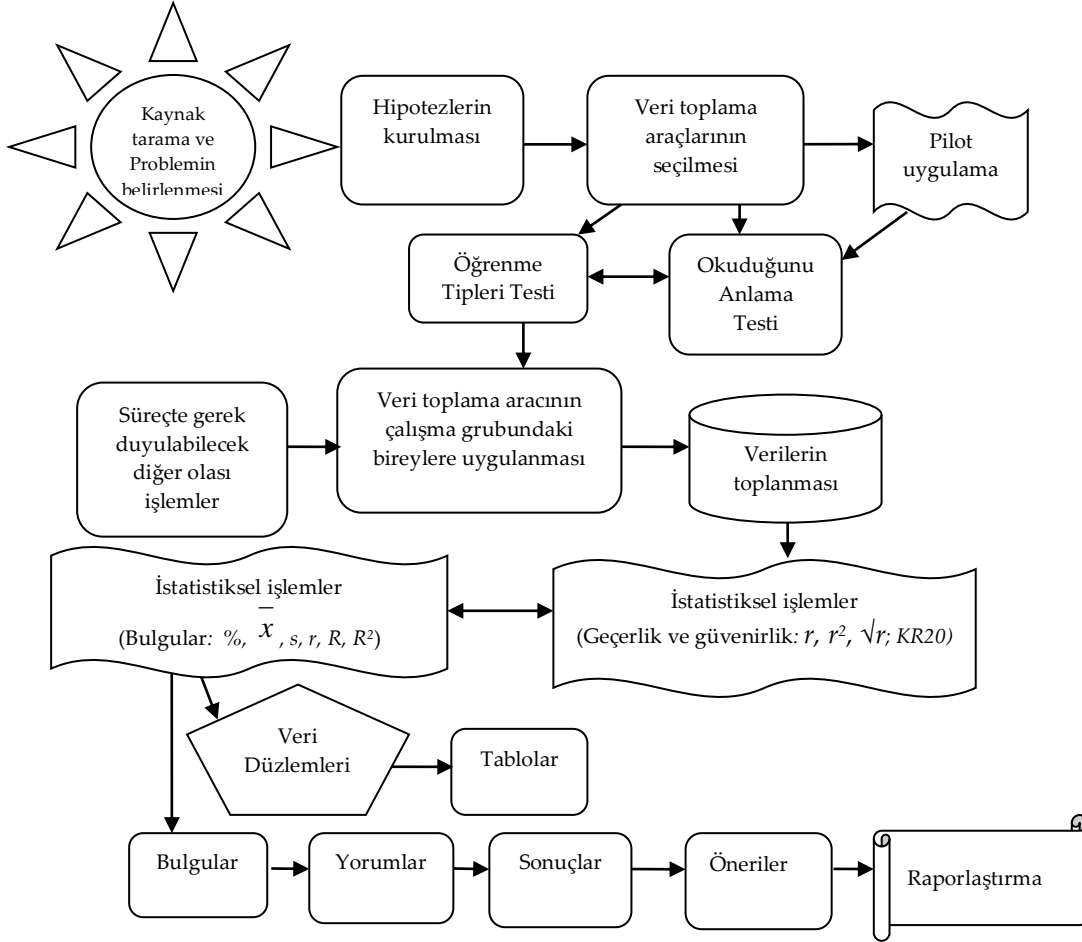 Kaynak
tarama ve
Problemin
belirlenmesi
Hipotezlerin
kurulması
Veri toplama
araçlarının
seçilmesi
Pilot
uygulama
Öğrenme
Tipleri Testi
Okuduğunu
Anlama
Testi
Süreçte gerek
duyulabilecek
diğer olası
işlemler
Veri toplama aracının
çalışma grubundaki
bireylere uygulanması
Verilerin
toplanması
İstatistiksel işlemler
(Bulgular: %, x̅ , s, r, R, R²)
İstatistiksel işlemler
(Geçerlik ve güvenirlik: r, r², √r; KR20)
Veri
Düzlemleri
Tablolar
Bulgular
Yorumlar
Sonuçlar
Öneriler
Raporlaştırma